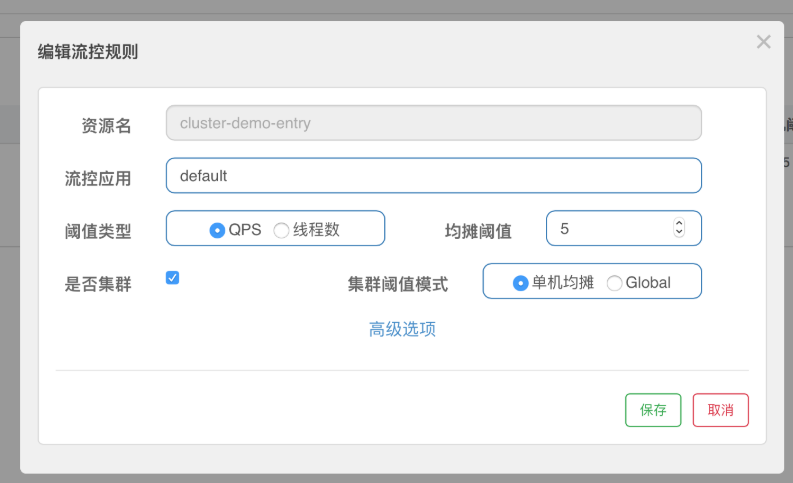 编辑流控规则
×
资源名 cluster-demo-entry
流控应用 default
阈值类型 QPS 线程数 均摊阈值 5
是否集群 集群阈值模式 单机均摊 Global
高级选项
保存 取消